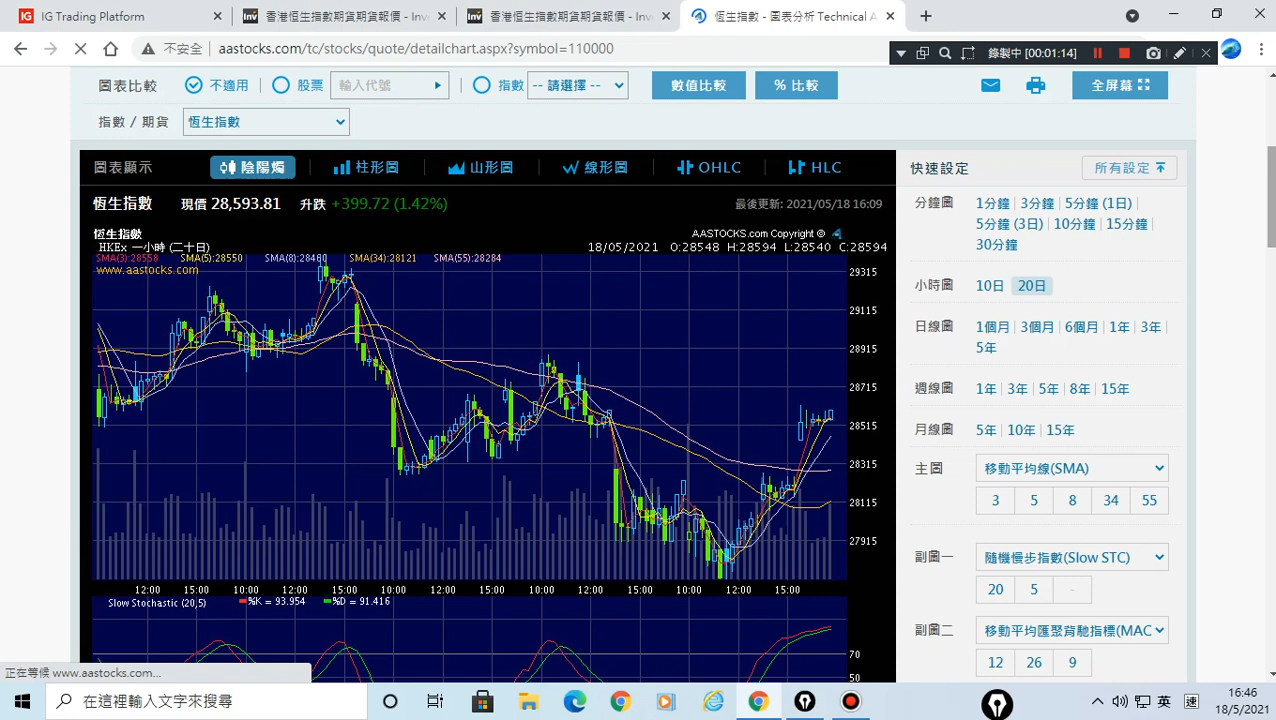 IG Trading Platform
香港恒生指數期貨期貨報價 - Inv
香港恒生指數期貨期貨報價 - Inv
恆生指數 - 圖表分析 Technical A
不安全 aastocks.com/tc/stocks/quote/detailchart.aspx?symbol=110000
錄製中 [00:01:14]
圖表比較 不適用 股票 輸入代號 指數 -- 請選擇 -- 數值比較 % 比較 全屏幕
指數 / 期貨 恆生指數
圖表顯示 陰陽燭 柱形圖 山形圖 線形圖 OHLC HLC
恆生指數 現價 28,593.81 升跌 +399.72 (1.42%) 最後更新: 2021/05/18 16:09
恆生指數 AASTOCKS.com Copyright ©
HKEx 一小時 (二十日) 18/05/2021 O:28548 H:28594 L:28540 C:28594
SMA(3):28558 SMA(5):28550 SMA(8):28460 SMA(34):28121 SMA(55):28284
www.aastocks.com
29315
29115
28915
28715
28515
28315
28115
27915
12:00 15:00 10:00 12:00 15:00 10:00 12:00 15:00 10:00 12:00 15:00 10:00 12:00 15:00
Slow Stochastic (20,5) %K = 93.954 %D = 91.416
70
50
快速設定 所有設定
分鐘圖 1分鐘 | 3分鐘 | 5分鐘 (1日) |
5分鐘 (3日) | 10分鐘 | 15分鐘 |
30分鐘
小時圖 10日 20日
日線圖 1個月 | 3個月 | 6個月 | 1年 | 3年 |
5年
週線圖 1年 | 3年 | 5年 | 8年 | 15年
月線圖 5年 | 10年 | 15年
主圖 移動平均線(SMA)
3 5 8 34 55
副圖一 隨機慢步指數(Slow STC)
20 5 -
副圖二 移動平均匯聚背馳指標(MAC
12 26 9
正在等候 www.aastocks.com...
在這裡輸入文字來搜尋
英
速
16:46
18/5/2021